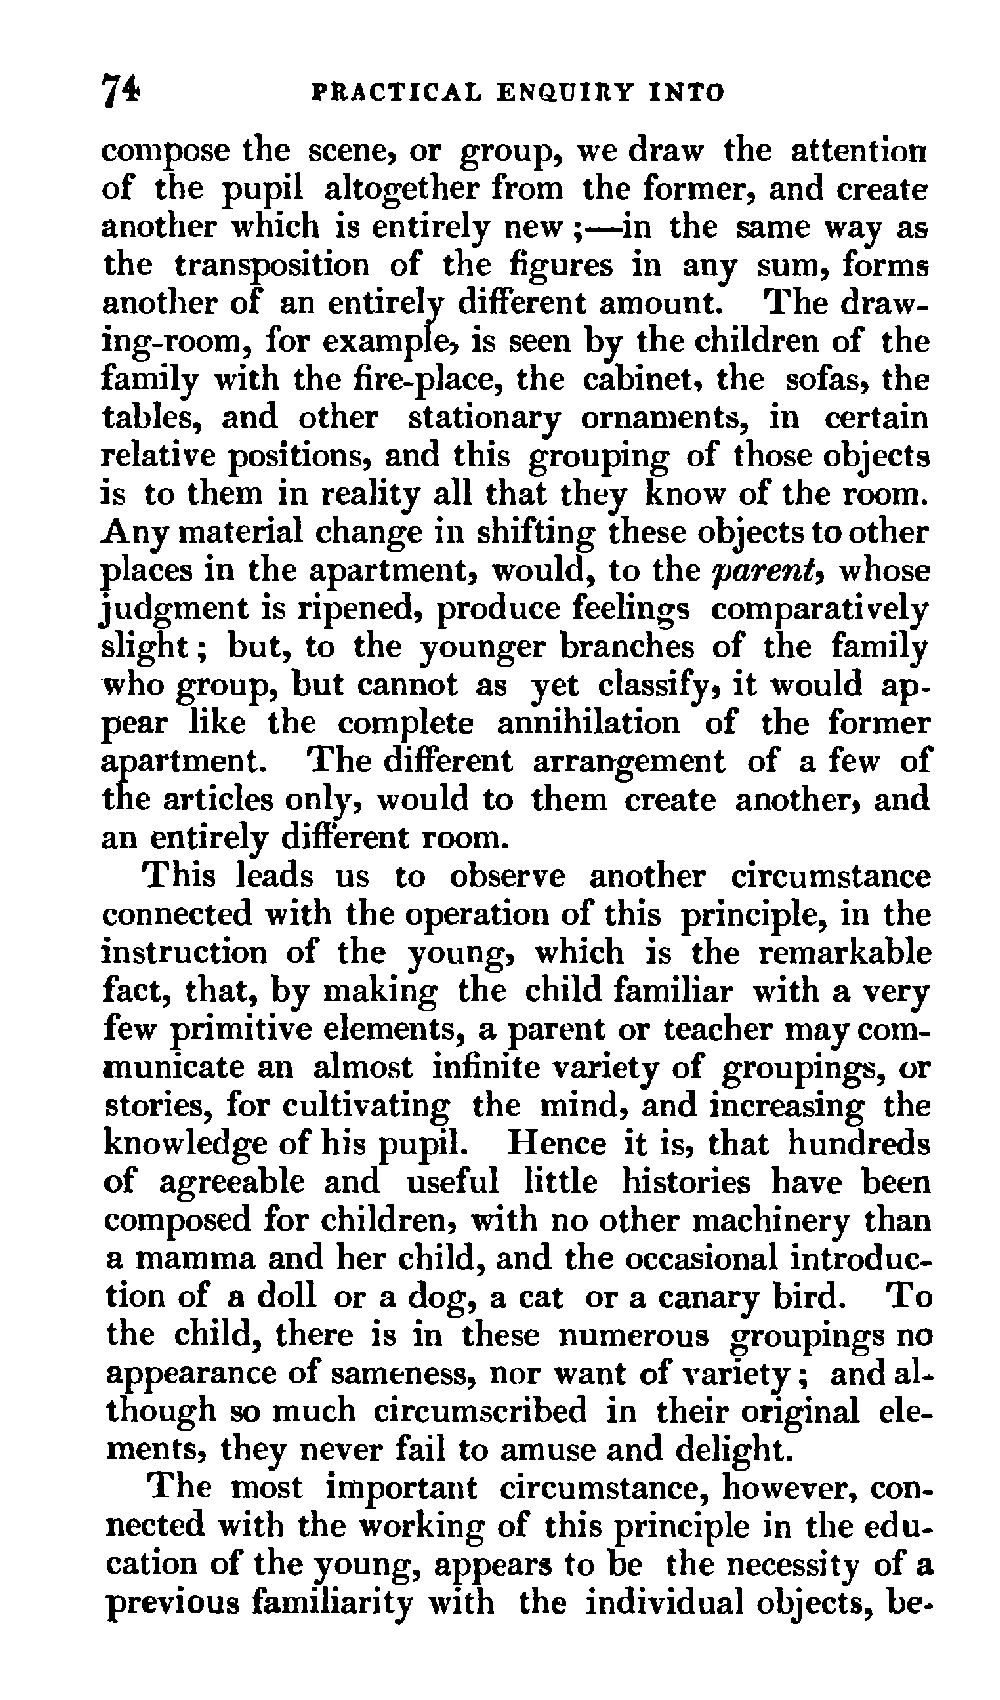 74 PRACTICAL ENQUIRY INTO
compose the scene, or group, we draw the attention
of the pupil altogether from the former, and create
another which is entirely new ;—in the same way as
the transposition of the figures in any sum, forms
another of an entirely different amount. The draw-
ing-room, for example, is seen by the children of the
family with the fire-place, the cabinet, the sofas, the
tables, and other stationary ornaments, in certain
relative positions, and this grouping of those objects
is to them in reality all that they know of the room.
Any material change in shifting these objects to other
places in the apartment, would, to the parent, whose
judgment is ripened, produce feelings comparatively
slight ; but, to the younger branches of the family
who group, but cannot as yet classify, it would ap-
pear like the complete annihilation of the former
apartment. The different arrangement of a few of
the articles only, would to them create another, and
an entirely different room.
This leads us to observe another circumstance
connected with the operation of this principle, in the
instruction of the young, which is the remarkable
fact, that, by making the child familiar with a very
few primitive elements, a parent or teacher may com-
municate an almost infinite variety of groupings, or
stories, for cultivating the mind, and increasing the
knowledge of his pupil. Hence it is, that hundreds
of agreeable and useful little histories have been
composed for children, with no other machinery than
a mamma and her child, and the occasional introduc-
tion of a doll or a dog, a cat or a canary bird. To
the child, there is in these numerous groupings no
appearance of sameness, nor want of variety ; and al-
though so much circumscribed in their original ele-
ments, they never fail to amuse and delight.
The most important circumstance, however, con-
nected with the working of this principle in the edu-
cation of the young, appears to be the necessity of a
previous familiarity with the individual objects, be-